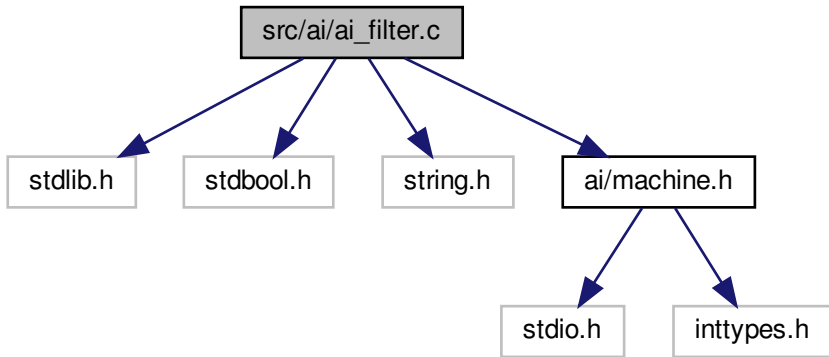 src/ai/ai_filter.c
stdlib.h
stdbool.h
string.h
ai/machine.h
stdio.h
inttypes.h